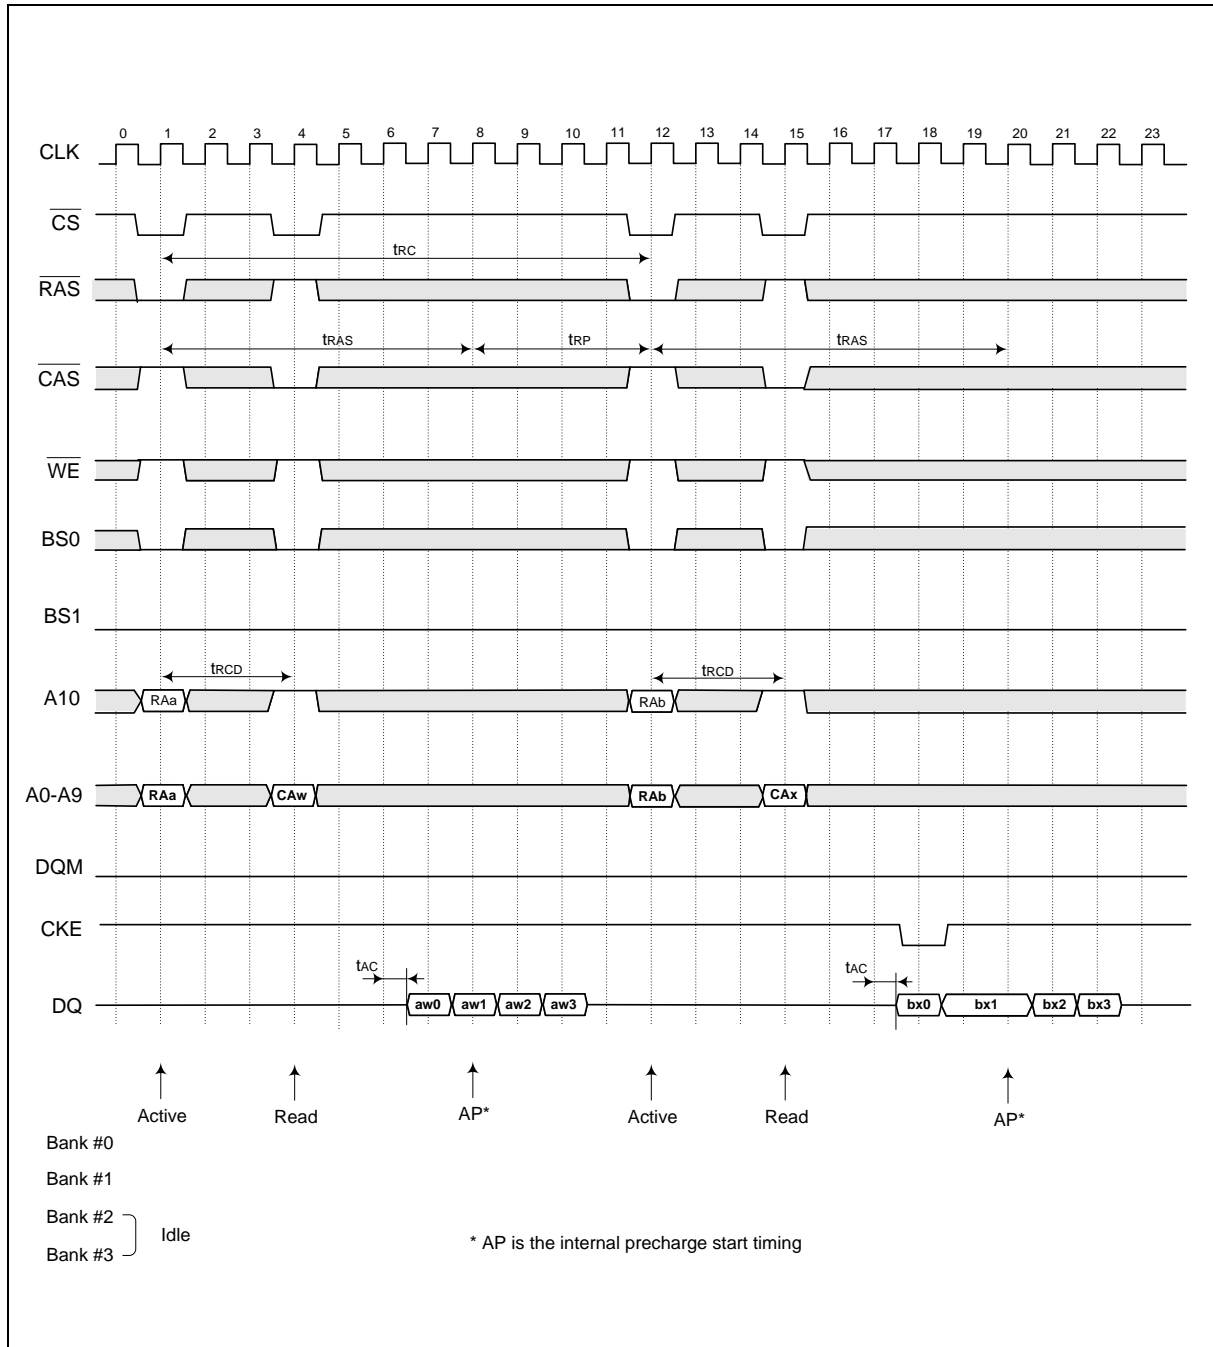 0 1 2 3 4 5 6 7 8 9 10 11 12 13 14 15 16 17 18 19 20 21 22 23
CLK
CS
tRC
RAS
tRAS tRP tRAS
CAS
WE
BS0
BS1
tRCD tRCD
A10 RAa RAb
A0-A9 RAa CAw RAb CAx
DQM
CKE
tAC tAC
DQ aw0 aw1 aw2 aw3 bx0 bx1 bx2 bx3
Active Read AP* Active Read AP*
Bank #0
Bank #1
Bank #2
Idle
Bank #3
* AP is the internal precharge start timing